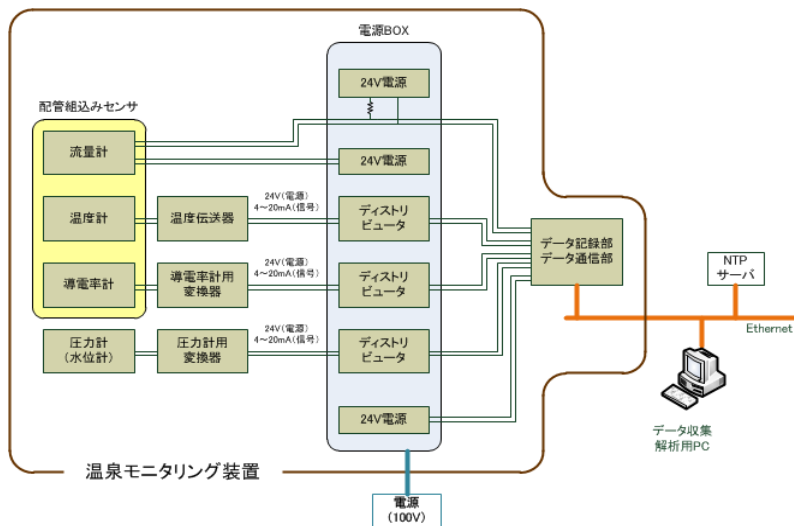 電源BOX
24V電源
配管組込みセンサ
流量計
24V電源
温度計
温度伝送器
24V(電源)
4～20mA(信号)
ディストリ
ビュータ
データ記録部
データ通信部
導電率計
導電率計用
変換器
24V(電源)
4～20mA(信号)
ディストリ
ビュータ
NTP
サーバ
Ethernet
圧力計
(水位計)
圧力計用
変換器
24V(電源)
4～20mA(信号)
ディストリ
ビュータ
24V電源
データ収集
解析用PC
温泉モニタリング装置
電源
(100V)